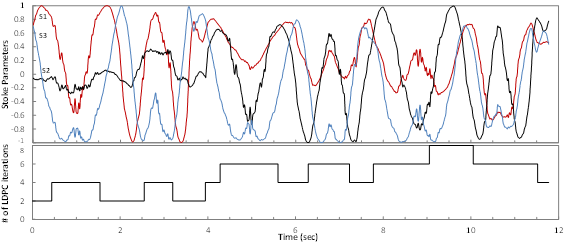 Stoke Parameters
1
0.8
0.6
0.4
0.2
0
-0.2
-0.4
-0.6
-0.8
-1
S1
S3
S2
# of LDPC Iterations
8
6
4
2
0
0 2 4 6 8 10 12
Time (sec)